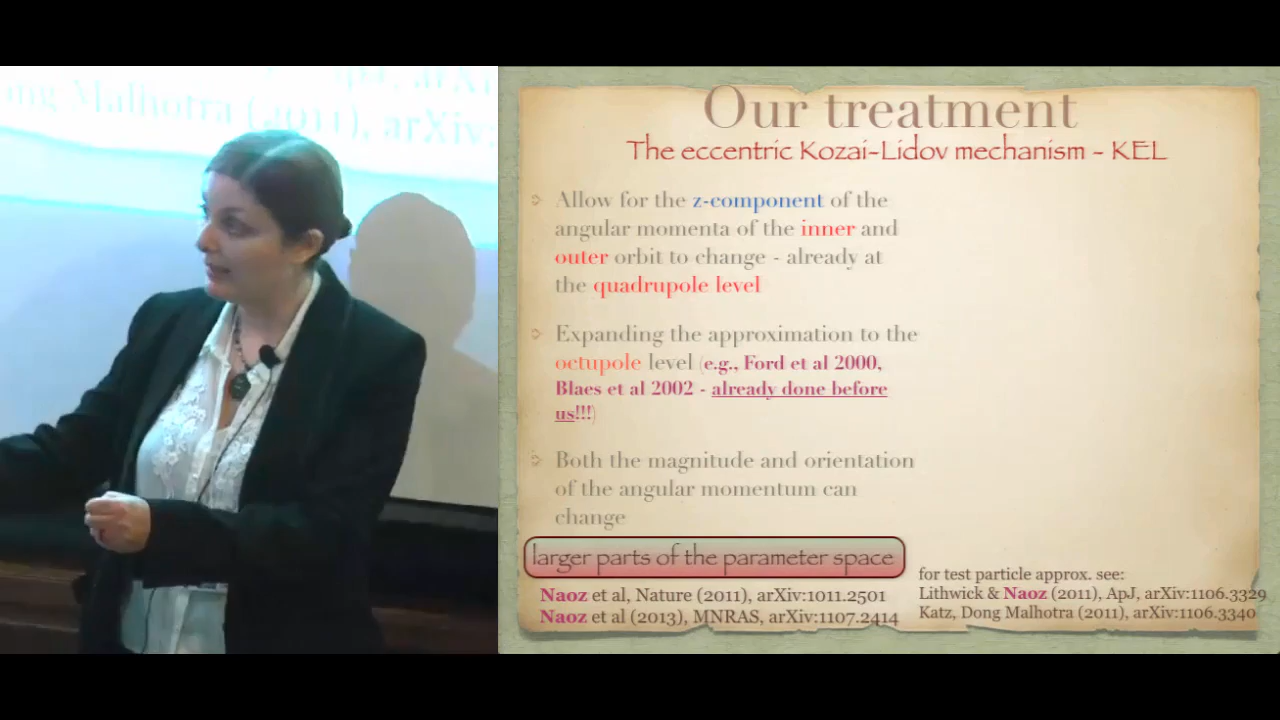 , arXiv
ong Malhotra (2011), arXiv:
Our treatment
The eccentric Kozai-Lidov mechanism - KEL
Allow for the z-component of the
angular momenta of the inner and
outer orbit to change - already at
the quadrupole level
Expanding the approximation to the
octupole level (e.g., Ford et al 2000,
Blaes et al 2002 - already done before
us!!!)
Both the magnitude and orientation
of the angular momentum can
change
larger parts of the parameter space
Naoz et al, Nature (2011), arXiv:1011.2501
Naoz et al (2013), MNRAS, arXiv:1107.2414
for test particle approx. see:
Lithwick & Naoz (2011), ApJ, arXiv:1106.3329
Katz, Dong Malhotra (2011), arXiv:1106.3340